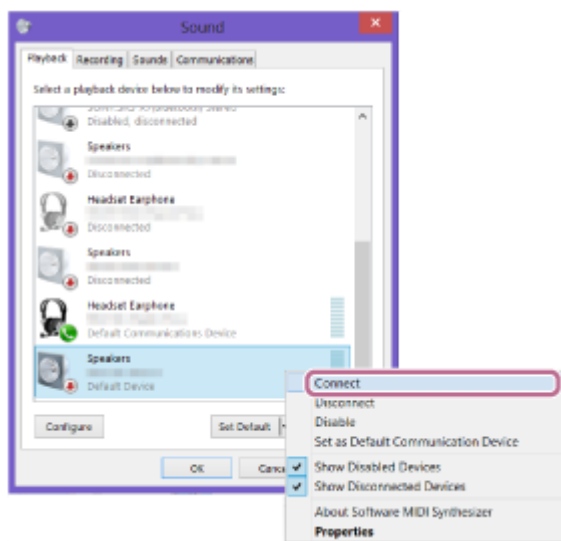 Sound
Playback Recording Sounds Communications
Select a playback device below to modify its settings:
Disabled, disconnected
Speakers
Disconnected
Headset Earphone
Disconnected
Speakers
Disconnected
Headset Earphone
Default Communications Device
Speakers
Default Device
Configure
Set Default
OK
Connect
Disconnect
Disable
Set as Default Communication Device
Show Disabled Devices
Show Disconnected Devices
About Software MIDI Synthesizer
Properties